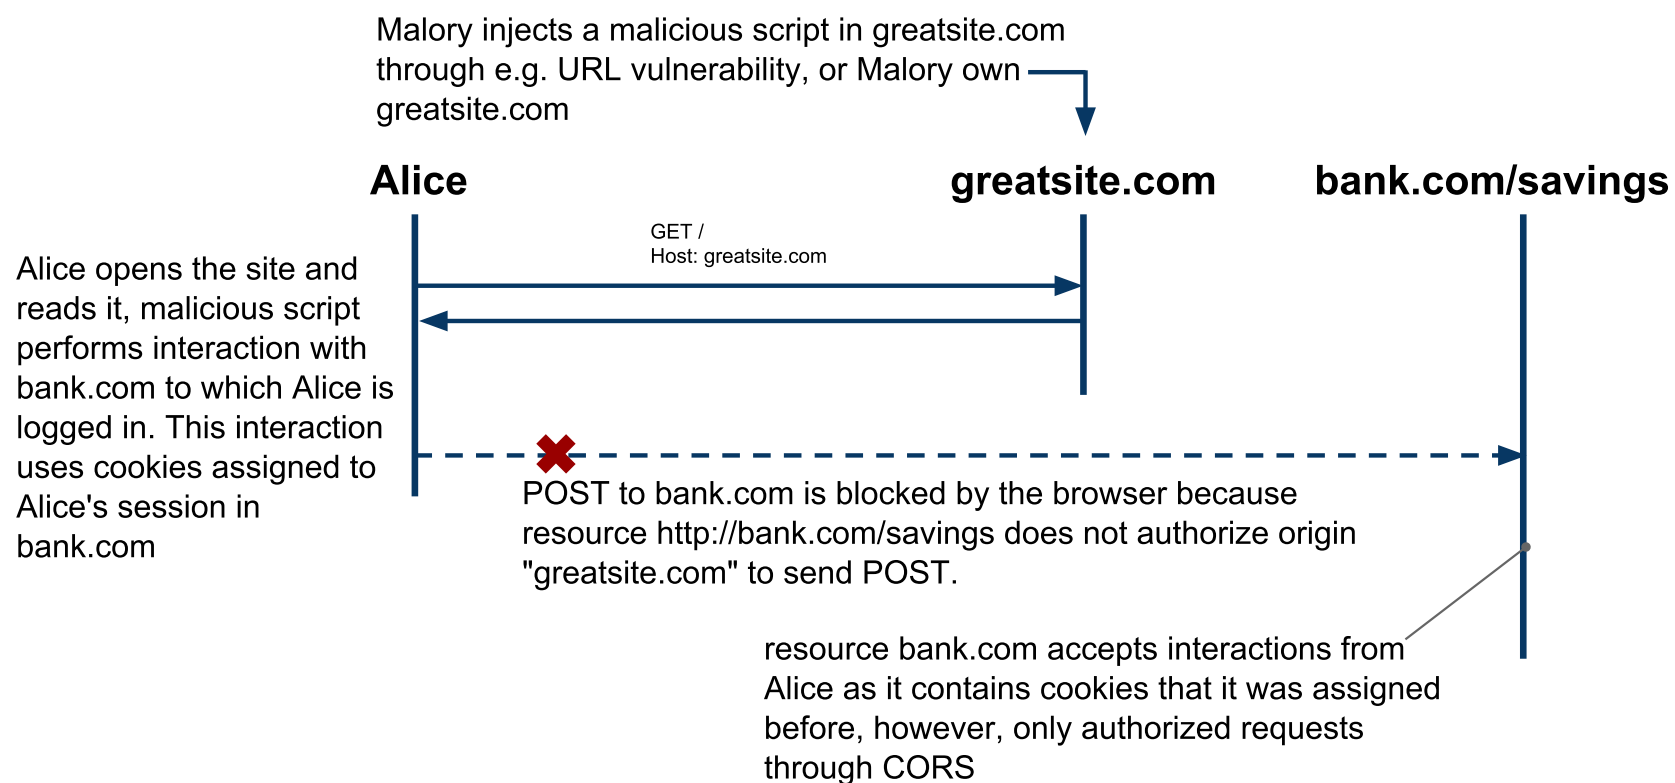 Malory injects a malicious script in greatsite.com
through e.g. URL vulnerability, or Malory own
greatsite.com
Alice
greatsite.com
bank.com/savings
GET /
Host: greatsite.com
Alice opens the site and
reads it, malicious script
performs interaction with
bank.com to which Alice is
logged in. This interaction
uses cookies assigned to
Alice's session in
bank.com
POST to bank.com is blocked by the browser because
resource http://bank.com/savings does not authorize origin
"greatsite.com" to send POST.
resource bank.com accepts interactions from
Alice as it contains cookies that it was assigned
before, however, only authorized requests
through CORS